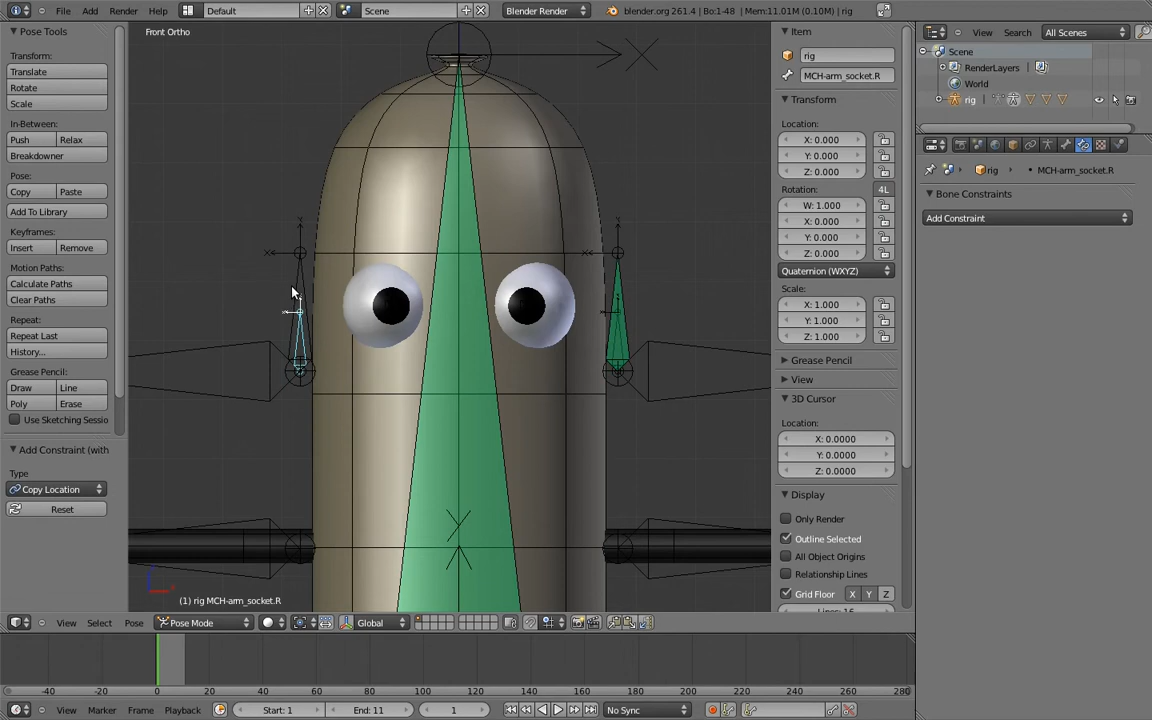 File Add Render Help Default Scene Blender Render blender.org 261.4 | Bo:1-48 | Mem:11.01M (0.10M) | rig
Pose Tools
Transform:
Translate
Rotate
Scale
In-Between:
Push Relax
Breakdowner
Pose:
Copy Paste
Add To Library
Keyframes:
Insert Remove
Motion Paths:
Calculate Paths
Clear Paths
Repeat:
Repeat Last
History...
Grease Pencil:
Draw Line
Poly Erase
Use Sketching Sessio
Add Constraint (with
Type
Copy Location
Reset
Front Ortho
(1) rig MCH-arm_socket.R
View Select Pose Pose Mode Global
Item
rig
MCH-arm_socket.R
Transform
Location:
X: 0.000
Y: 0.000
Z: 0.000
Rotation: 4L
W: 1.000
X: 0.000
Y: 0.000
Z: 0.000
Quaternion (WXYZ)
Scale:
X: 1.000
Y: 1.000
Z: 1.000
Grease Pencil
View
3D Cursor
Location:
X: 0.0000
Y: 0.0000
Z: 0.0000
Display
Only Render
Outline Selected
All Object Origins
Relationship Lines
Grid Floor X Y Z
View Search All Scenes
Scene
RenderLayers
World
rig
rig MCH-arm_socket.R
Bone Constraints
Add Constraint
-40 -20 0 20 40 60 80 100 120 140 160 180 200 220 240 260 280
View Marker Frame Playback Start: 1 End: 11 1 No Sync